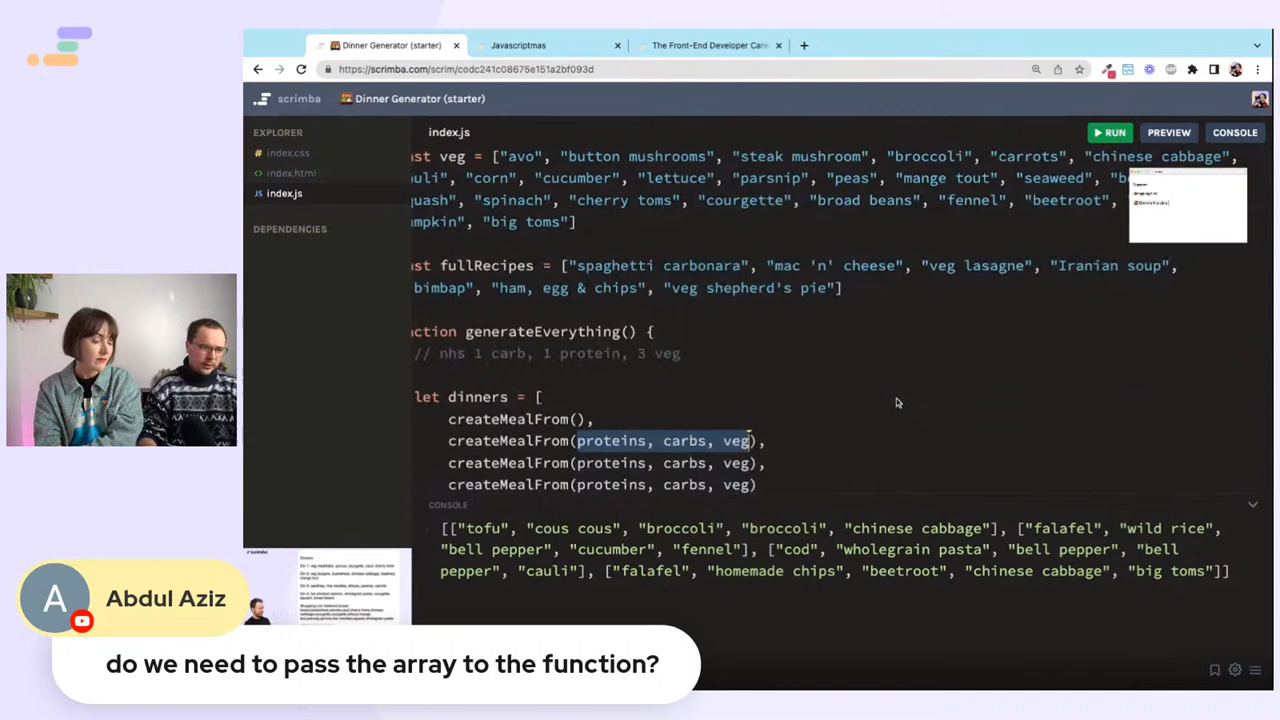 Dinner Generator (starter)
Javascriptmas
The Front-End Developer Care
https://scrimba.com/scrim/codc241c08675e151a2bf093d
scrimba
Dinner Generator (starter)
EXPLORER
index.css
index.html
index.js
DEPENDENCIES
index.js
RUN
PREVIEW
CONSOLE
st veg = ["avo", "button mushrooms", "steak mushroom", "broccoli", "carrots", "chinese cabbage",
uli", "corn", "cucumber", "lettuce", "parsnip", "peas", "mange tout", "seaweed", "b
quash", "spinach", "cherry toms", "courgette", "broad beans", "fennel", "beetroot",
mpkin", "big toms"]
st fullRecipes = ["spaghetti carbonara", "mac 'n' cheese", "veg lasagne", "Iranian soup",
bimbap", "ham, egg & chips", "veg shepherd's pie"]
ction generateEverything() {
// nhs 1 carb, 1 protein, 3 veg
let dinners = [
createMealFrom(),
createMealFrom(proteins, carbs, veg),
createMealFrom(proteins, carbs, veg),
createMealFrom(proteins, carbs, veg)
CONSOLE
[["tofu", "cous cous", "broccoli", "broccoli", "chinese cabbage"], ["falafel", "wild rice",
"bell pepper", "cucumber", "fennel"], ["cod", "wholegrain pasta", "bell pepper", "bell
pepper", "cauli"], ["falafel", "homemade chips", "beetroot", "chinese cabbage", "big toms"]]
A
Abdul Aziz
do we need to pass the array to the function?